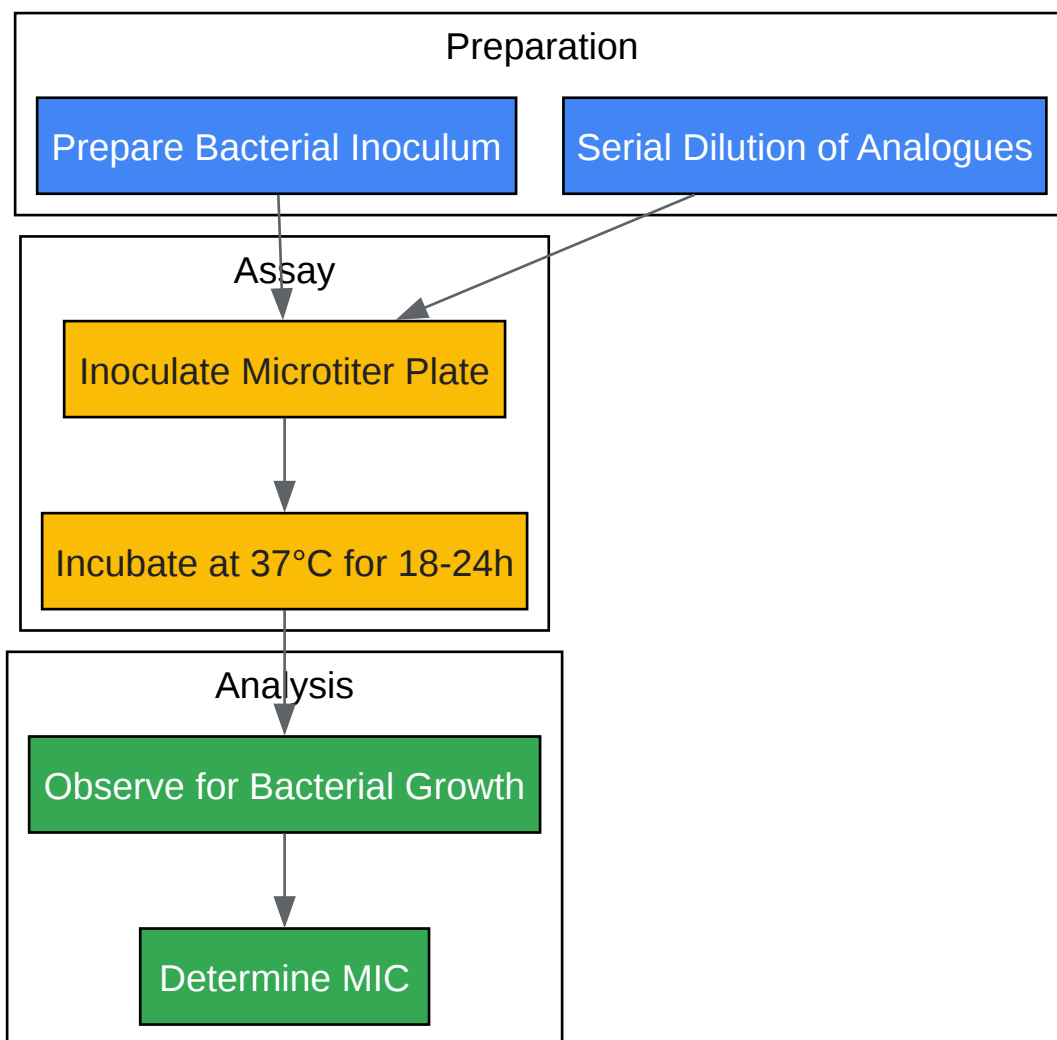 Preparation
Prepare Bacterial Inoculum
Serial Dilution of Analogues
Assay
Inoculate Microtiter Plate
Incubate at 37°C for 18-24h
Analysis
Observe for Bacterial Growth
Determine MIC